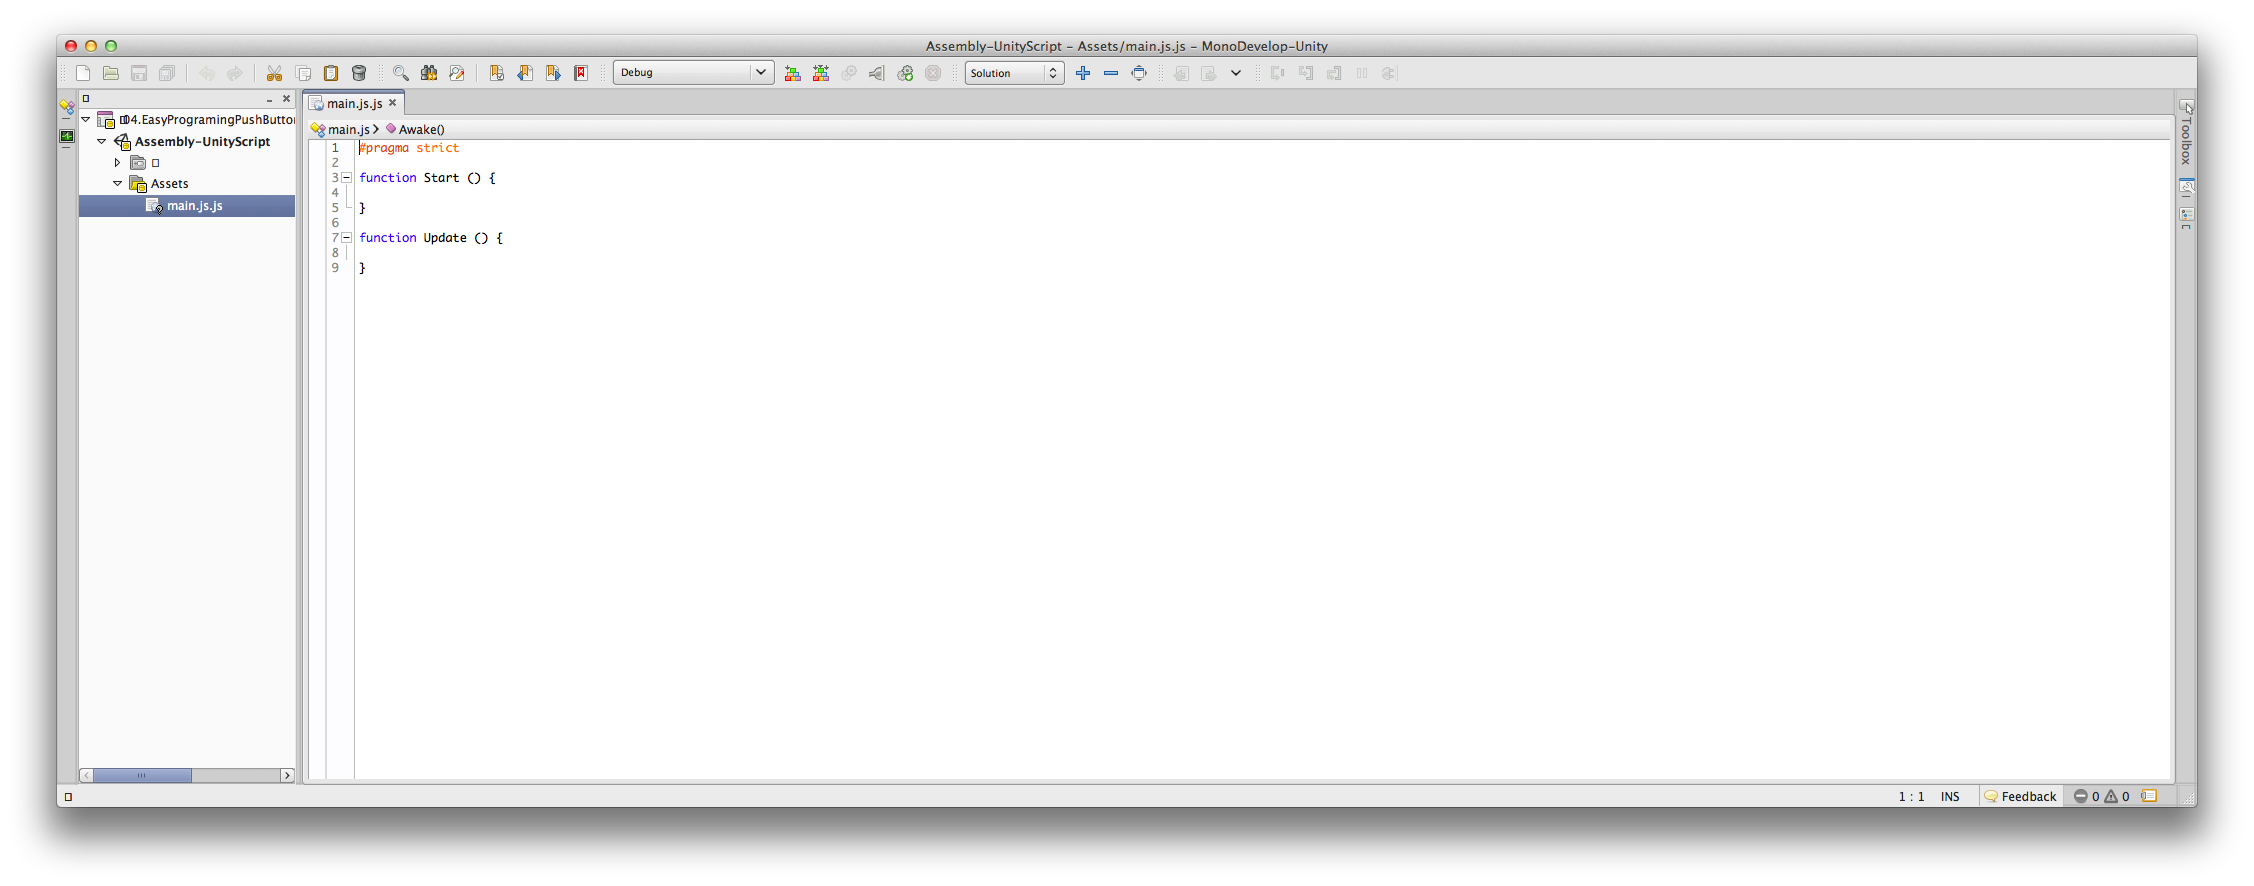 Assembly-UnityScript – Assets/main.js.js – MonoDevelop-Unity
Debug
Solution
04.EasyProgramingPushButto
Assembly-UnityScript
Assets
main.js.js
main.js.js
main.js
Awake()
1 #pragma strict
2
3 function Start () {
4
5 }
6
7 function Update () {
8
9 }
Toolbox
1 : 1 INS Feedback 0 0